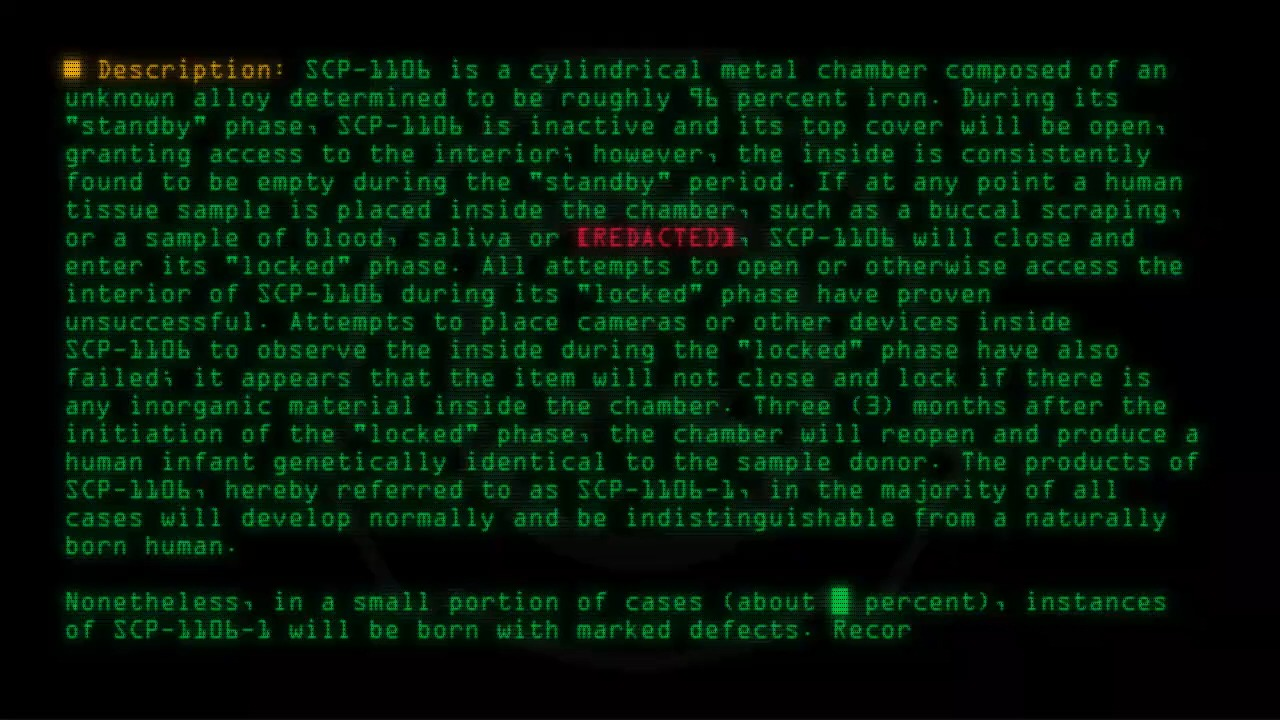 ■ Description: SCP-1106 is a cylindrical metal chamber composed of an
unknown alloy determined to be roughly 96 percent iron. During its
"standby" phase, SCP-1106 is inactive and its top cover will be open,
granting access to the interior; however, the inside is consistently
found to be empty during the "standby" period. If at any point a human
tissue sample is placed inside the chamber, such as a buccal scraping,
or a sample of blood, saliva or [REDACTED], SCP-1106 will close and
enter its "locked" phase. All attempts to open or otherwise access the
interior of SCP-1106 during its "locked" phase have proven
unsuccessful. Attempts to place cameras or other devices inside
SCP-1106 to observe the inside during the "locked" phase have also
failed; it appears that the item will not close and lock if there is
any inorganic material inside the chamber. Three (3) months after the
initiation of the "locked" phase, the chamber will reopen and produce a
human infant genetically identical to the sample donor. The products of
SCP-1106, hereby referred to as SCP-1106-1, in the majority of all
cases will develop normally and be indistinguishable from a naturally
born human.
Nonetheless, in a small portion of cases (about █ percent), instances
of SCP-1106-1 will be born with marked defects. Recor